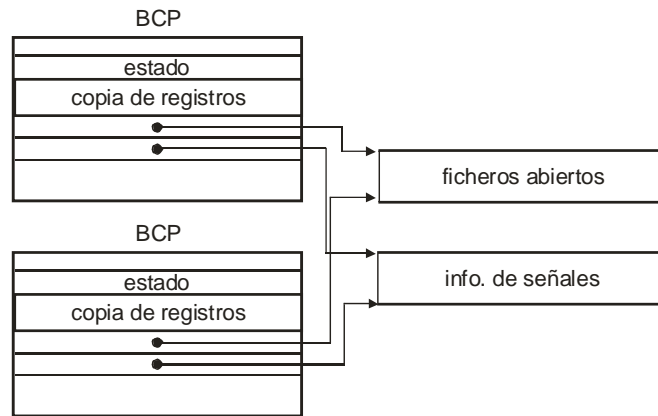 BCP
estado
copia de registros
ficheros abiertos
BCP
info. de señales
estado
copia de registros